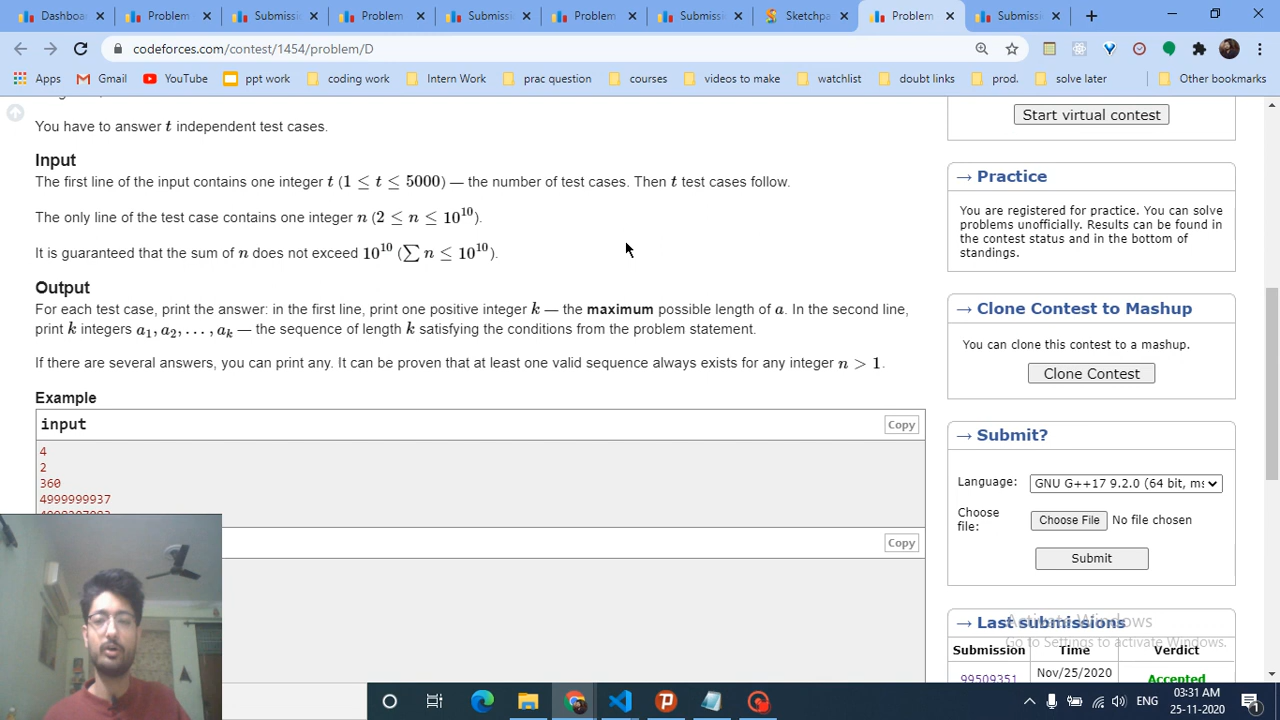 Dashboa
Problem
Submissi
Problem
Submissi
Problem
Submissi
Sketchpa
Problem
Submissi
codeforces.com/contest/1454/problem/D
Apps
Gmail
YouTube
ppt work
coding work
Intern Work
prac question
courses
videos to make
watchlist
doubt links
prod.
solve later
Other bookmarks
You have to answer t independent test cases.
Input
The first line of the input contains one integer t (1 ≤ t ≤ 5000) — the number of test cases. Then t test cases follow.
The only line of the test case contains one integer n (2 ≤ n ≤ 10^10).
It is guaranteed that the sum of n does not exceed 10^10 (∑ n ≤ 10^10).
Output
For each test case, print the answer: in the first line, print one positive integer k — the maximum possible length of a. In the second line,
print k integers a1, a2, …, ak — the sequence of length k satisfying the conditions from the problem statement.
If there are several answers, you can print any. It can be proven that at least one valid sequence always exists for any integer n > 1.
Example
input
Copy
4
2
360
4999999937
Copy
Start virtual contest
→ Practice
You are registered for practice. You can solve
problems unofficially. Results can be found in
the contest status and in the bottom of
standings.
→ Clone Contest to Mashup
You can clone this contest to a mashup.
Clone Contest
→ Submit?
Language:
GNU G++17 9.2.0 (64 bit, ms
Choose
file:
Choose File
No file chosen
Submit
→ Last submissions
Activate Windows
Go to Settings to activate Windows.
Submission
Time
Verdict
99509351
Nov/25/2020
Accepted
ENG
03:31 AM
25-11-2020